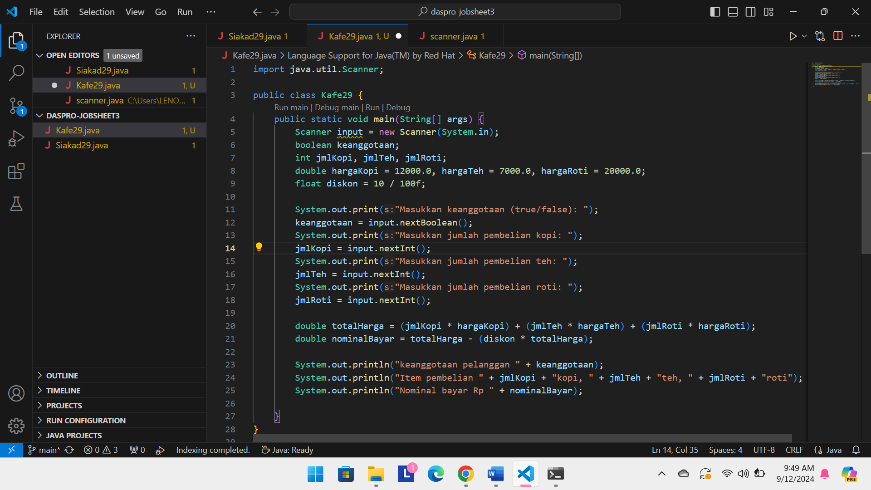 File Edit Selection View Go Run ··· daspro jobsheet3
EXPLORER ···
Siakad29.java 1 Kafe29.java 1, U scanner.java 1
OPEN EDITORS 1 unsaved
Siakad29.java 1
Kafe29.java 1, U
scanner.java C:\Users\LENO... 1
DASPRO-JOBSHEET3
Kafe29.java 1, U
Siakad29.java 1
OUTLINE
TIMELINE
PROJECTS
RUN CONFIGURATION
JAVA PROJECTS
Kafe29.java > Language Support for Java(TM) by Red Hat > Kafe29 > main(String[])
1 import java.util.Scanner;
2
3 public class Kafe29 {
Run main | Debug main | Run | Debug
4 public static void main(String[] args) {
5 Scanner input = new Scanner(System.in);
6 boolean keanggotaan;
7 int jmlKopi, jmlTeh, jmlRoti;
8 double hargaKopi = 12000.0, hargaTeh = 7000.0, hargaRoti = 20000.0;
9 float diskon = 10 / 100f;
10
11 System.out.print(s:"Masukkan keanggotaan (true/false): ");
12 keanggotaan = input.nextBoolean();
13 System.out.print(s:"Masukkan jumlah pembelian kopi: ");
14 jmlKopi = input.nextInt();
15 System.out.print(s:"Masukkan jumlah pembelian teh: ");
16 jmlTeh = input.nextInt();
17 System.out.print(s:"Masukkan jumlah pembelian roti: ");
18 jmlRoti = input.nextInt();
19
20 double totalHarga = (jmlKopi * hargaKopi) + (jmlTeh * hargaTeh) + (jmlRoti * hargaRoti);
21 double nominalBayar = totalHarga - (diskon * totalHarga);
22
23 System.out.println("keanggotaan pelanggan " + keanggotaan);
24 System.out.println("Item pembelian " + jmlKopi + "kopi, " + jmlTeh + "teh, " + jmlRoti + "roti");
25 System.out.println("Nominal bayar Rp " + nominalBayar);
26
27 }
28 }
29
main* 0 3 0 Indexing completed. Java: Ready Ln 14, Col 35 Spaces: 4 UTF-8 CRLF {} Java
9:49 AM
9/12/2024